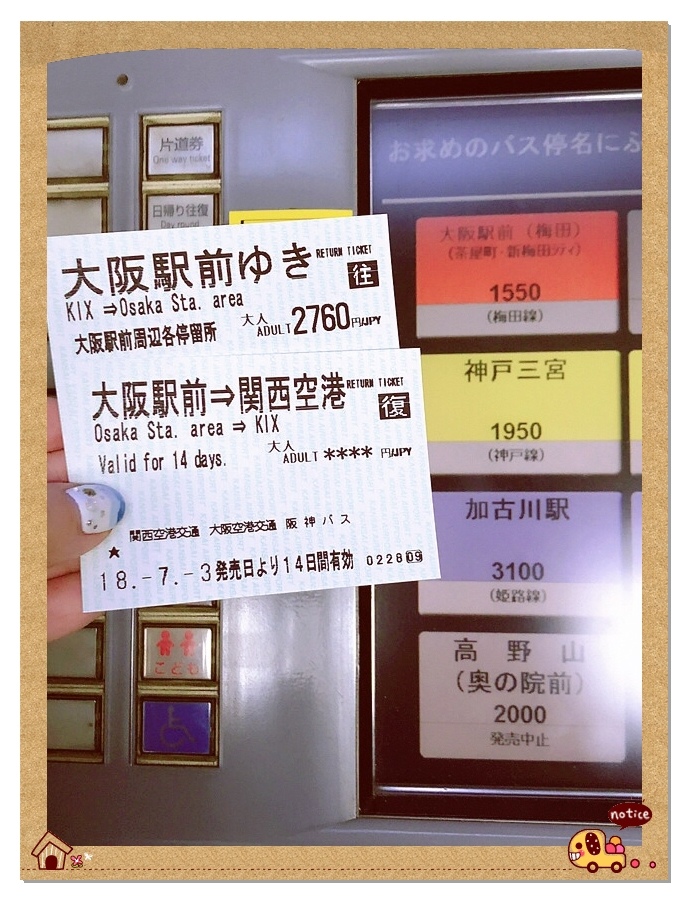 片道券
One way ticket
日帰り往復
お求めのバス停名にふ
大阪駅前ゆき
RETURN TICKET
往
KIX ⇒Osaka Sta. area
大人
ADULT 2760円/JPY
大阪駅前周辺各停留所
大阪駅前⇒関西空港
RETURN TICKET
復
Osaka Sta. area ⇒ KIX
大人
ADULT **** 円/JPY
Valid for 14 days.
関西空港交通 大阪空港交通 阪神バス
★
18.-7.-3発売日より14日間有効 022809
大阪駅前（梅田）
（茶屋町・新梅田ｼﾃｨ）
1550
（梅田線）
神戸三宮
1950
（神戸線）
加古川駅
3100
（姫路線）
高野山
（奥の院前）
2000
発売中止
こども
notice